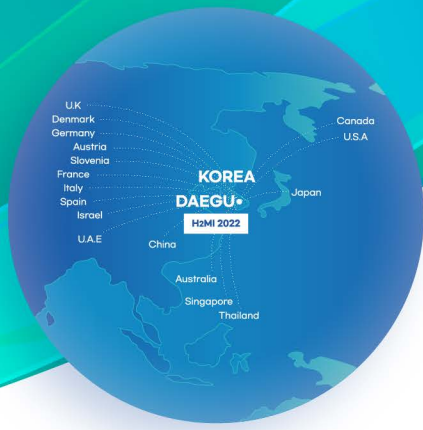 U.K
Denmark
Germany
Austria
Slovenia
France
Italy
Spain
Israel
U.A.E
China
KOREA
DAEGU
H2MI 2022
Canada
U.S.A
Japan
Australia
Singapore
Thailand